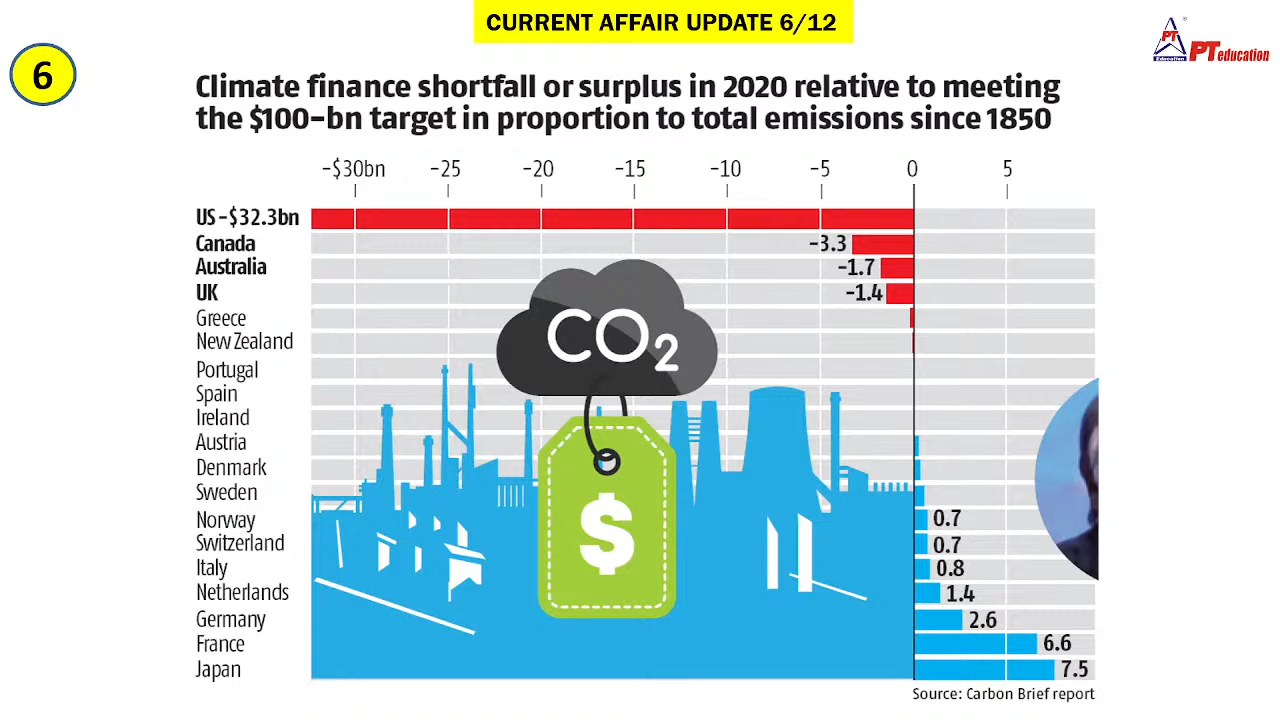 CURRENT AFFAIR UPDATE 6/12
PT
Education
PT education
6
Climate finance shortfall or surplus in 2020 relative to meeting
the $100-bn target in proportion to total emissions since 1850
-$30bn -25 -20 -15 -10 -5 0 5
US -$32.3bn
Canada -3.3
Australia -1.7
UK -1.4
Greece
New Zealand
Portugal
Spain
Ireland
Austria
Denmark
Sweden
Norway 0.7
Switzerland 0.7
Italy 0.8
Netherlands 1.4
Germany 2.6
France 6.6
Japan 7.5
CO2
$
Source: Carbon Brief report